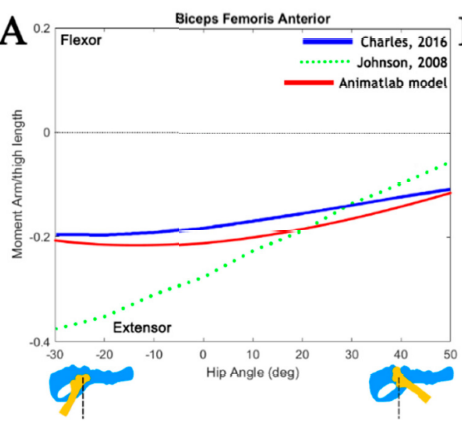 A
Biceps Femoris Anterior
0.2
Flexor
Charles, 2016
Johnson, 2008
Animatlab model
0
-0.2
Extensor
-0.4
Moment Arm/thigh length
-30 -20 -10 0 10 20 30 40 50
Hip Angle (deg)